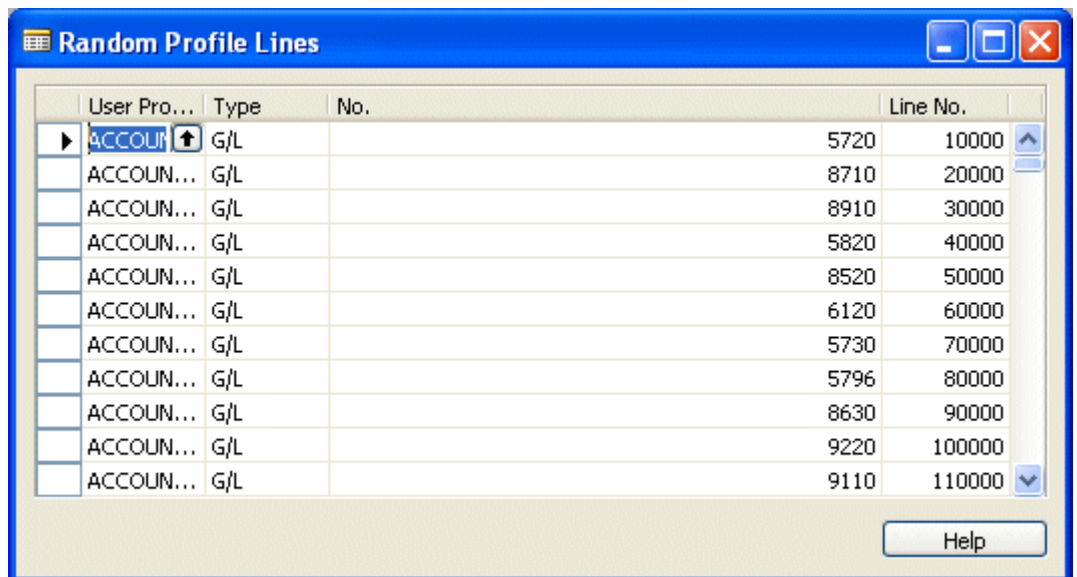 Random Profile Lines
User Pro... Type No. Line No.
ACCOUN G/L 5720 10000
ACCOUN... G/L 8710 20000
ACCOUN... G/L 8910 30000
ACCOUN... G/L 5820 40000
ACCOUN... G/L 8520 50000
ACCOUN... G/L 6120 60000
ACCOUN... G/L 5730 70000
ACCOUN... G/L 5796 80000
ACCOUN... G/L 8630 90000
ACCOUN... G/L 9220 100000
ACCOUN... G/L 9110 110000
Help